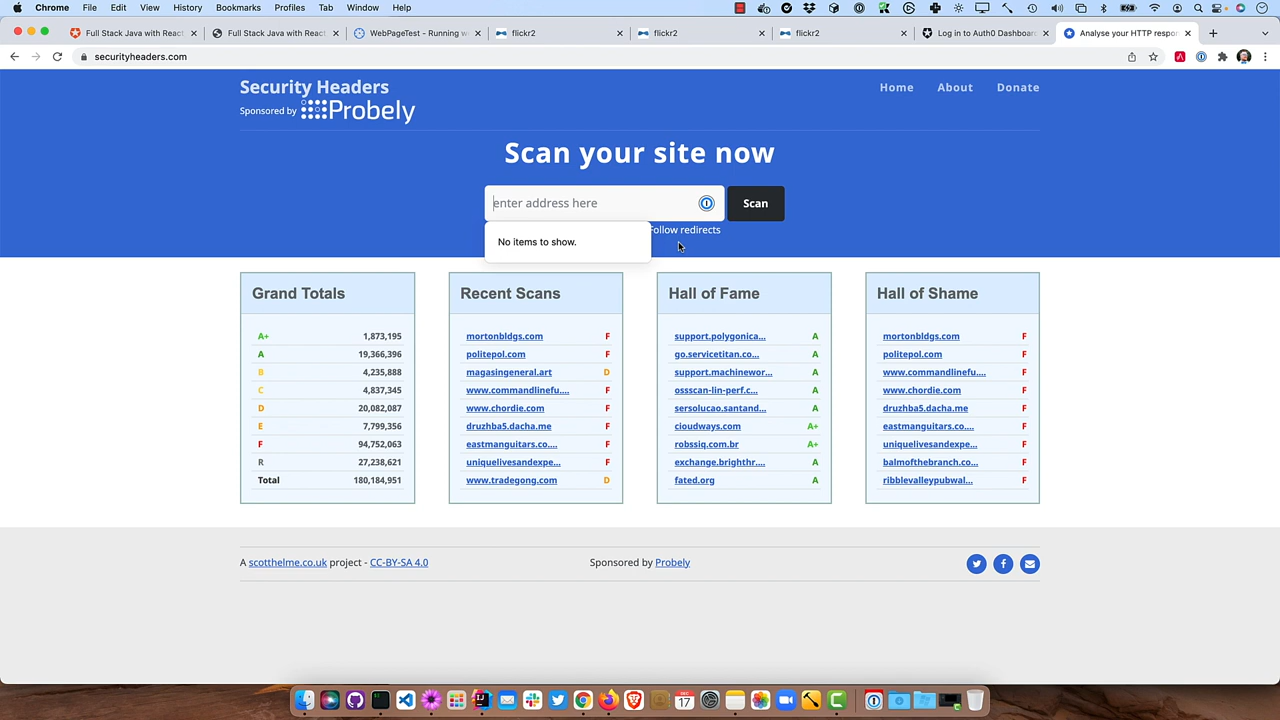 Chrome File Edit View History Bookmarks Profiles Tab Window Help
Full Stack Java with React
Full Stack Java with React
WebPageTest - Running w
flickr2
flickr2
flickr2
Log in to Auth0 Dashboar
Analyse your HTTP respor
securityheaders.com
Security Headers
Sponsored by Probely
Home About Donate
Scan your site now
enter address here
Scan
No items to show.
Follow redirects
Grand Totals
A+ 1,873,195
A 19,366,396
B 4,235,888
C 4,837,345
D 20,082,087
E 7,799,356
F 94,752,063
R 27,238,621
Total 180,184,951
Recent Scans
mortonbldgs.com F
politepol.com F
magasingeneral.art D
www.commandlinefu.... F
www.chordie.com F
druzhba5.dacha.me F
eastmanguitars.co.... F
uniquelivesandexpe... F
www.tradegong.com D
Hall of Fame
support.polygonica... A
go.servicetitan.co... A
support.machinewor... A
ossscan-lin-perf.c... A
sersolucao.santand... A
cioudways.com A+
robssiq.com.br A+
exchange.brighthr.... A
fated.org A
Hall of Shame
mortonbldgs.com F
politepol.com F
www.commandlinefu.... F
www.chordie.com F
druzhba5.dacha.me F
eastmanguitars.co.... F
uniquelivesandexpe... F
balmofthebranch.co... F
ribblevalleypubwal... F
A scotthelme.co.uk project - CC-BY-SA 4.0
Sponsored by Probely
DEC
17